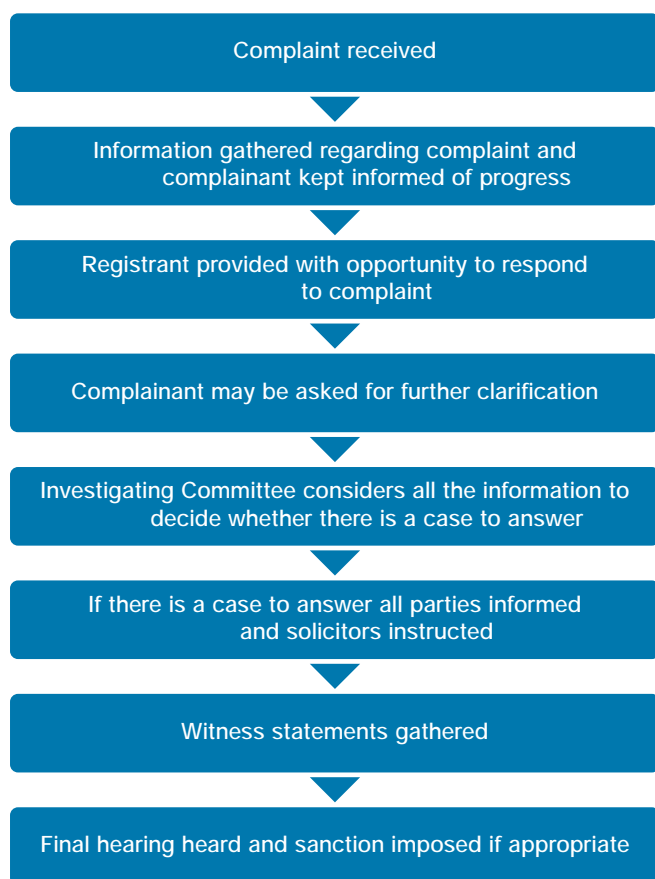 Complaint received
Information gathered regarding complaint and
complainant kept informed of progress
Registrant provided with opportunity to respond
to complaint
Complainant may be asked for further clarification
Investigating Committee considers all the information to
decide whether there is a case to answer
If there is a case to answer all parties informed
and solicitors instructed
Witness statements gathered
Final hearing heard and sanction imposed if appropriate